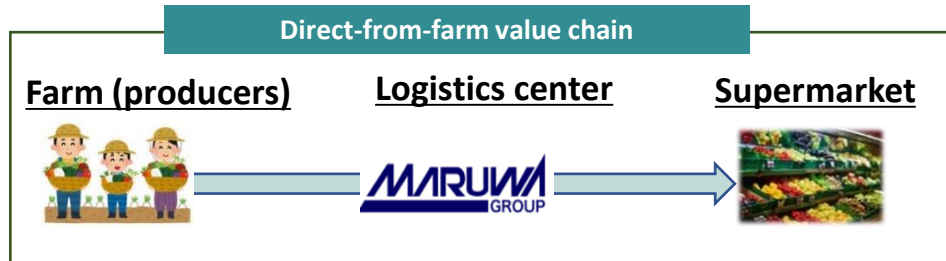 Direct-from-farm value chain
Farm (producers)
Logistics center
Supermarket
MARUWA
GROUP